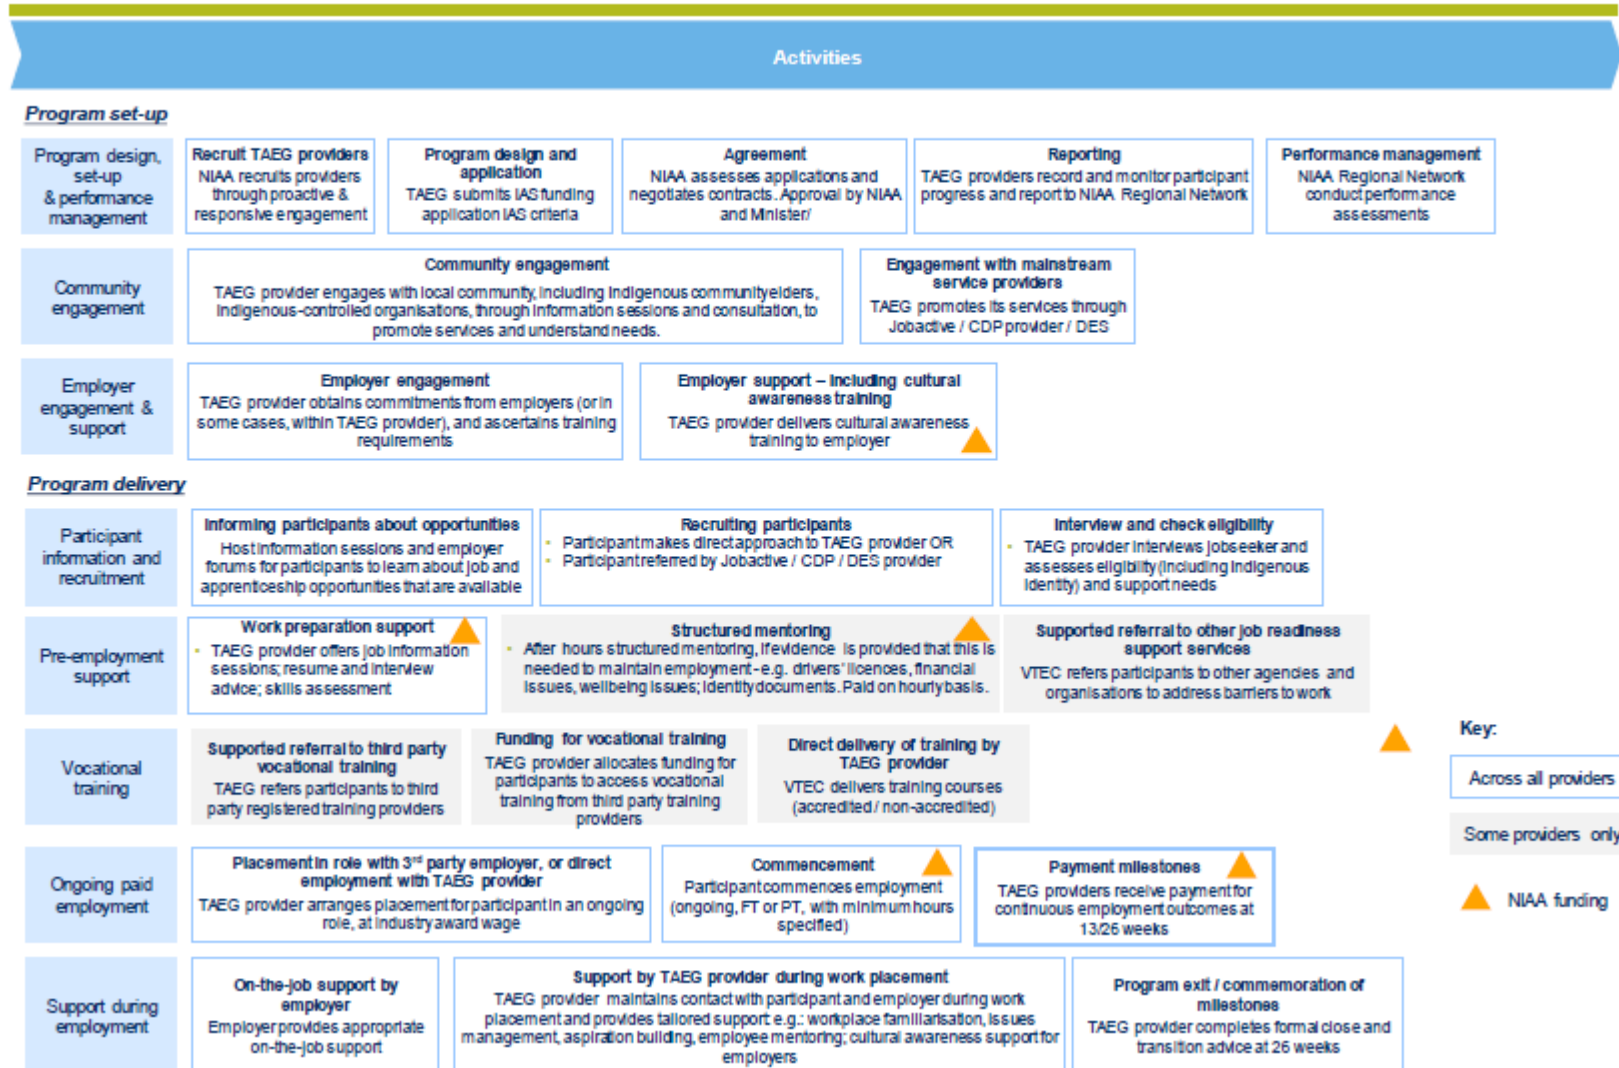 Activities
Program set-up
Program design,
set-up
& performance
management
Recruit TAEG providers
NIAA recruits providers
through proactive &
responsive engagement
Program design and
application
TAEG submits IAS funding
application IAS criteria
Agreement
NIAA assesses applications and
negotiates contracts. Approval by NIAA
and Minister/
Reporting
TAEG providers record and monitor participant
progress and report to NIAA Regional Network
Performance management
NIAA Regional Network
conduct performance
assessments
Community
engagement
Community engagement
TAEG provider engages with local community, including Indigenous community elders,
Indigenous-controlled organisations, through information sessions and consultation, to
promote services and understand needs.
Engagement with mainstream
service providers
TAEG promotes its services through
Jobactive / CDP provider / DES
Employer
engagement &
support
Employer engagement
TAEG provider obtains commitments from employers (or in
some cases, within TAEG provider), and ascertains training
requirements
Employer support – including cultural
awareness training
TAEG provider delivers cultural awareness
training to employer
Program delivery
Participant
information and
recruitment
Informing participants about opportunities
Host information sessions and employer
forums for participants to learn about job and
apprenticeship opportunities that are available
Recruiting participants
• Participant makes direct approach to TAEG provider OR
• Participant referred by Jobactive / CDP / DES provider
Interview and check eligibility
• TAEG provider interviews jobseeker and
assesses eligibility (including Indigenous
identity) and support needs
Pre-employment
support
Work preparation support
• TAEG provider offers job information
sessions; resume and interview
advice; skills assessment
Structured mentoring
• After hours structured mentoring, if evidence is provided that this is
needed to maintain employment - e.g. drivers' licences, financial
issues, wellbeing issues; identity documents. Paid on hourly basis.
Supported referral to other job readiness
support services
VTEC refers participants to other agencies and
organisations to address barriers to work
Vocational
training
Supported referral to third party
vocational training
TAEG refers participants to third
party registered training providers
Funding for vocational training
TAEG provider allocates funding for
participants to access vocational
training from third party training
providers
Direct delivery of training by
TAEG provider
VTEC delivers training courses
(accredited / non-accredited)
Key:
Across all providers
Some providers only
NIAA funding
Ongoing paid
employment
Placement in role with 3rd party employer, or direct
employment with TAEG provider
TAEG provider arranges placement for participant in an ongoing
role, at industry award wage
Commencement
Participant commences employment
(ongoing, FT or PT, with minimum hours
specified)
Payment milestones
TAEG providers receive payment for
continuous employment outcomes at
13/26 weeks
Support during
employment
On-the-job support by
employer
Employer provides appropriate
on-the-job support
Support by TAEG provider during work placement
TAEG provider maintains contact with participant and employer during work
placement and provides tailored support e.g.: workplace familiarisation, issues
management, aspiration building, employee mentoring; cultural awareness support for
employers
Program exit / commemoration of
milestones
TAEG provider completes formal close and
transition advice at 26 weeks